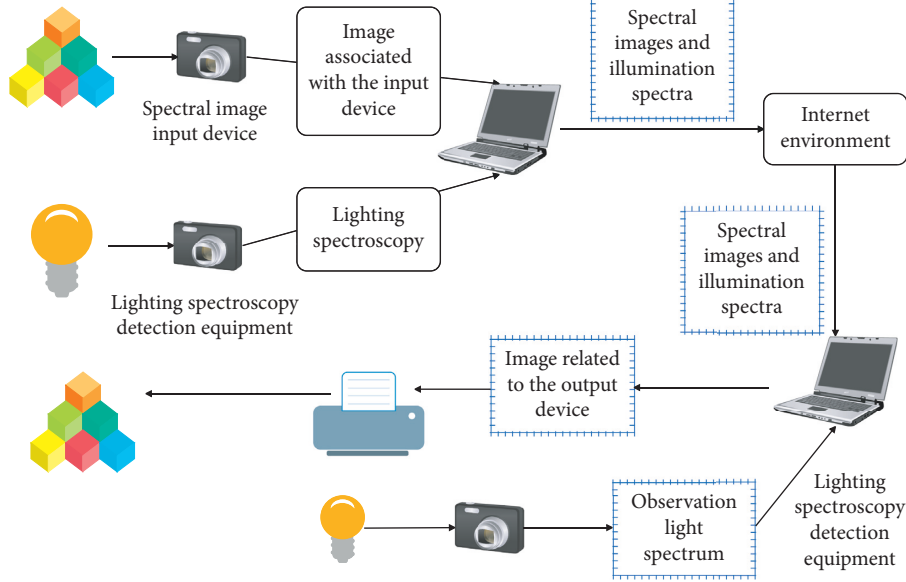 Image
associated
with the input
device
Spectral
images and
illumination
spectra
Spectral image
input device
Internet
environment
Lighting
spectroscopy
Spectral
images and
illumination
spectra
Lighting spectroscopy
detection equipment
Image related
to the output
device
Observation
light
spectrum
Lighting
spectroscopy
detection
equipment